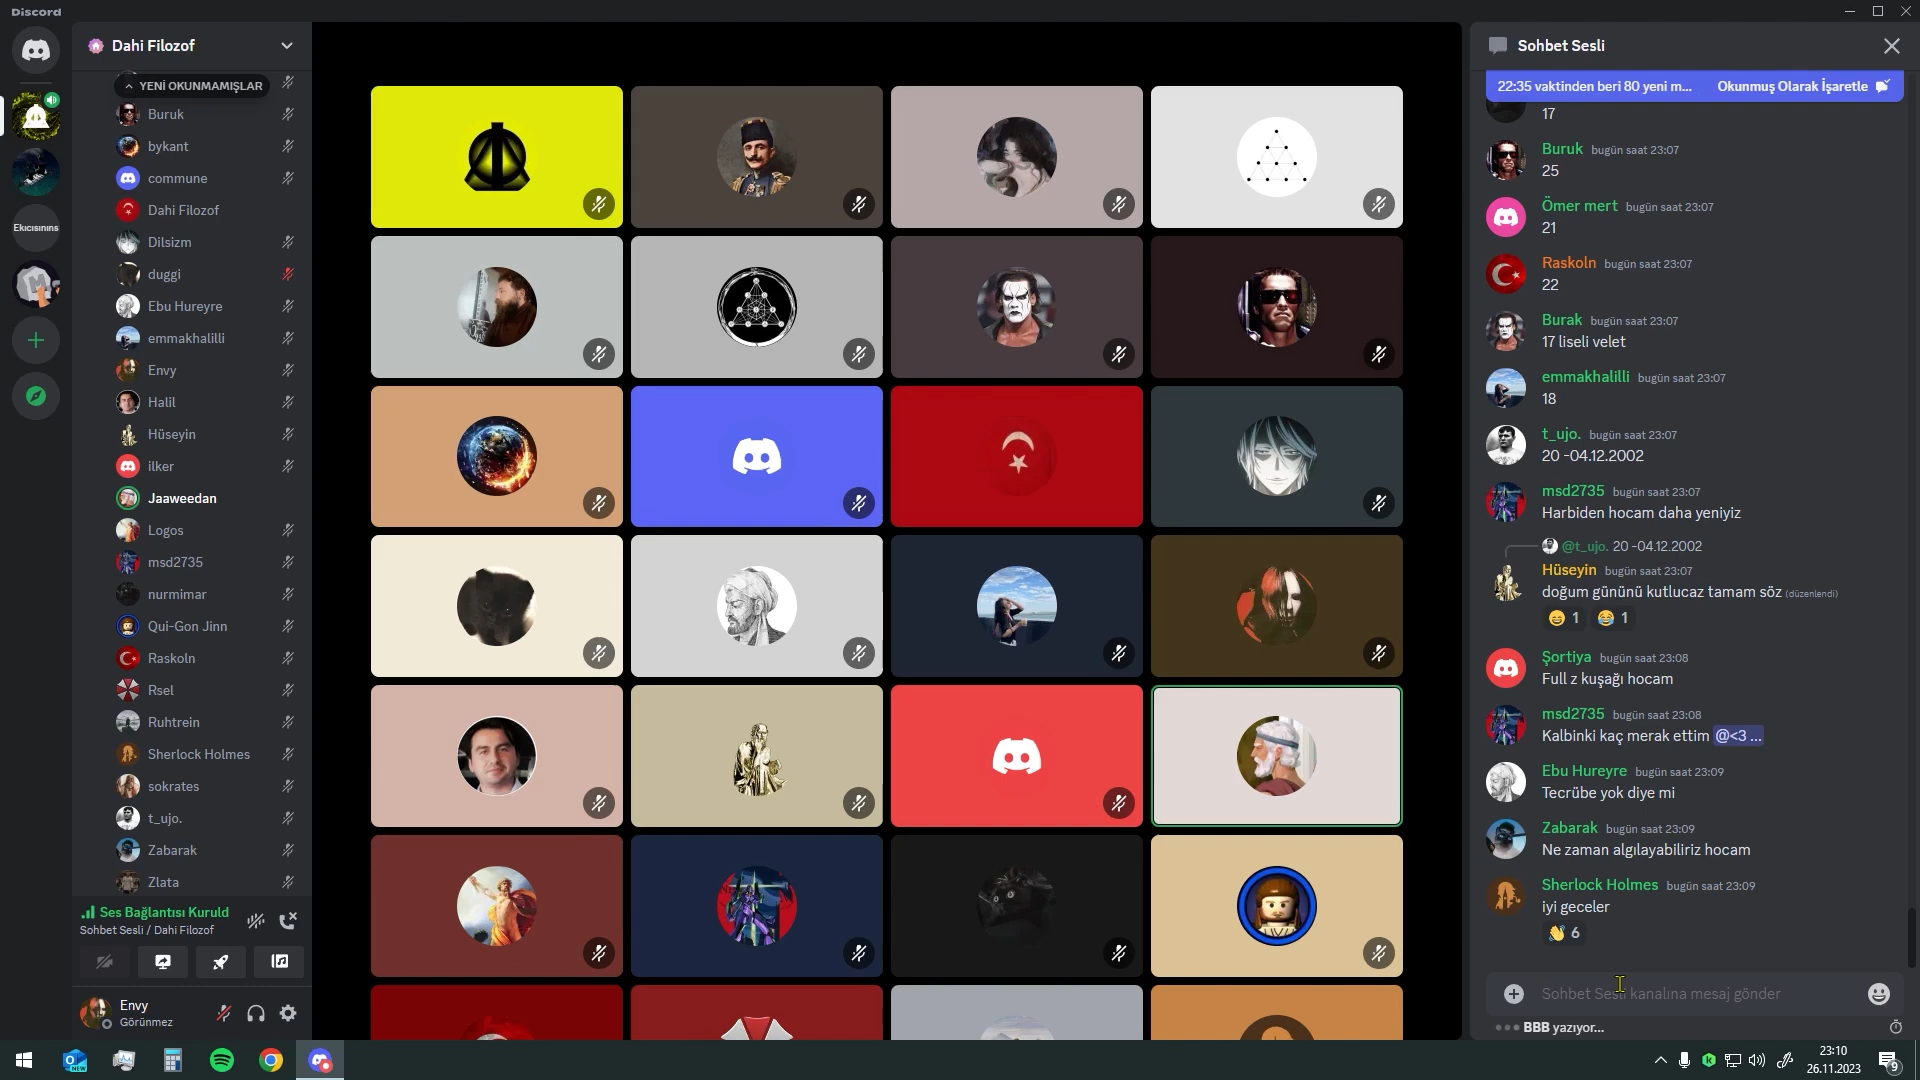 Discord
Ekicisininıs
Dahi Filozof
YENİ OKUNMAMIŞLAR
Buruk
bykant
commune
Dahi Filozof
Dilsizm
duggi
Ebu Hureyre
emmakhalilli
Envy
Halil
Hüseyin
ilker
Jaaweedan
Logos
msd2735
nurmimar
Qui-Gon Jinn
Raskoln
Rsel
Ruhtrein
Sherlock Holmes
sokrates
t_ujo.
Zabarak
Zlata
Ses Bağlantısı Kuruld
Sohbet Sesli / Dahi Filozof
Envy
Görünmez
Sohbet Sesli
22:35 vaktinden beri 80 yeni m... Okunmuş Olarak İşaretle
17
Buruk bugün saat 23:07
25
Ömer mert bugün saat 23:07
21
Raskoln bugün saat 23:07
22
Burak bugün saat 23:07
17 liseli velet
emmakhalilli bugün saat 23:07
18
t_ujo. bugün saat 23:07
20 -04.12.2002
msd2735 bugün saat 23:07
Harbiden hocam daha yeniyiz
@t_ujo. 20 -04.12.2002
Hüseyin bugün saat 23:07
doğum gününü kutlucaz tamam söz (düzenlendi)
😄 1 😂 1
Şortiya bugün saat 23:08
Full z kuşağı hocam
msd2735 bugün saat 23:08
Kalbinki kaç merak ettim @<3 ...
Ebu Hureyre bugün saat 23:09
Tecrübe yok diye mi
Zabarak bugün saat 23:09
Ne zaman algılayabiliriz hocam
Sherlock Holmes bugün saat 23:09
iyi geceler
👋 6
Sohbet Sesli kanalına mesaj gönder
BBB yazıyor...
NEW
23:10
26.11.2023
9